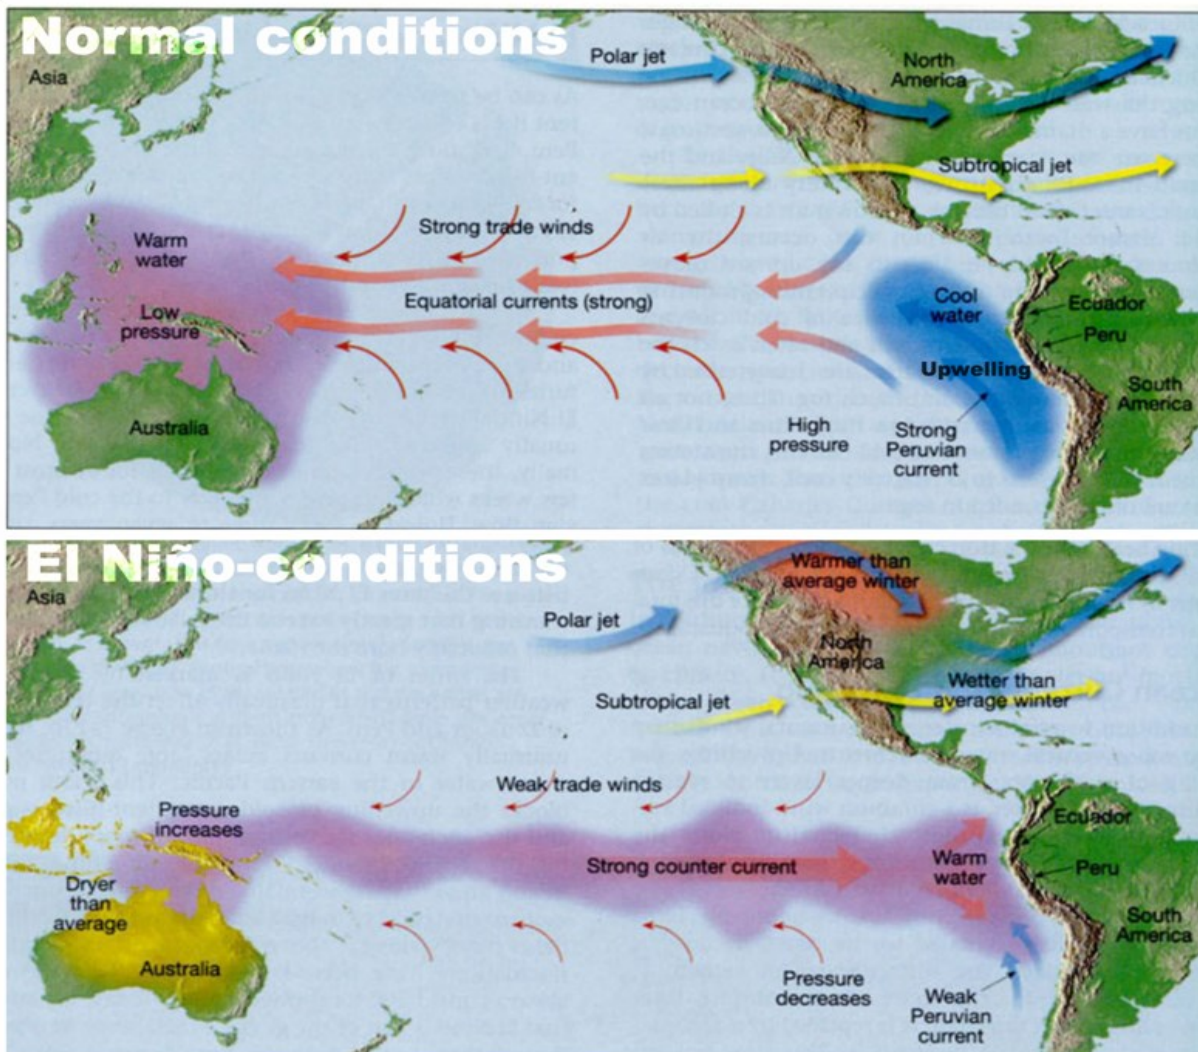 Normal conditions
Asia
Polar jet
North
America
Subtropical jet
Strong trade winds
Warm
water
Equatorial currents (strong)
Low
pressure
Cool
water
Ecuador
Peru
Upwelling
South
America
Australia
High
pressure
Strong
Peruvian
current
El Niño-conditions
Asia
Warmer than
average winter
Polar jet
North
America
Wetter than
average winter
Subtropical jet
Weak trade winds
Pressure
increases
Ecuador
Strong counter current
Warm
water
Peru
Dryer
than
average
South
America
Australia
Pressure
decreases
Weak
Peruvian
current